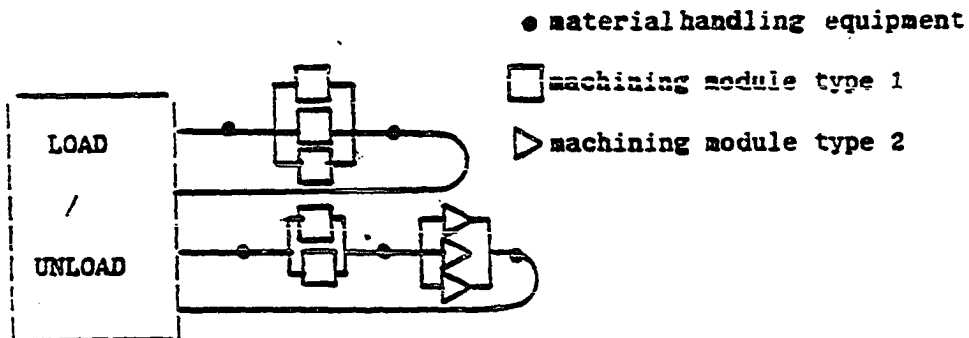 material handling equipment
machining module type 1
machining module type 2
LOAD
/
UNLOAD